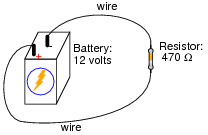 wire
Battery:
12 volts
Resistor:
470 Ω
- +
wire